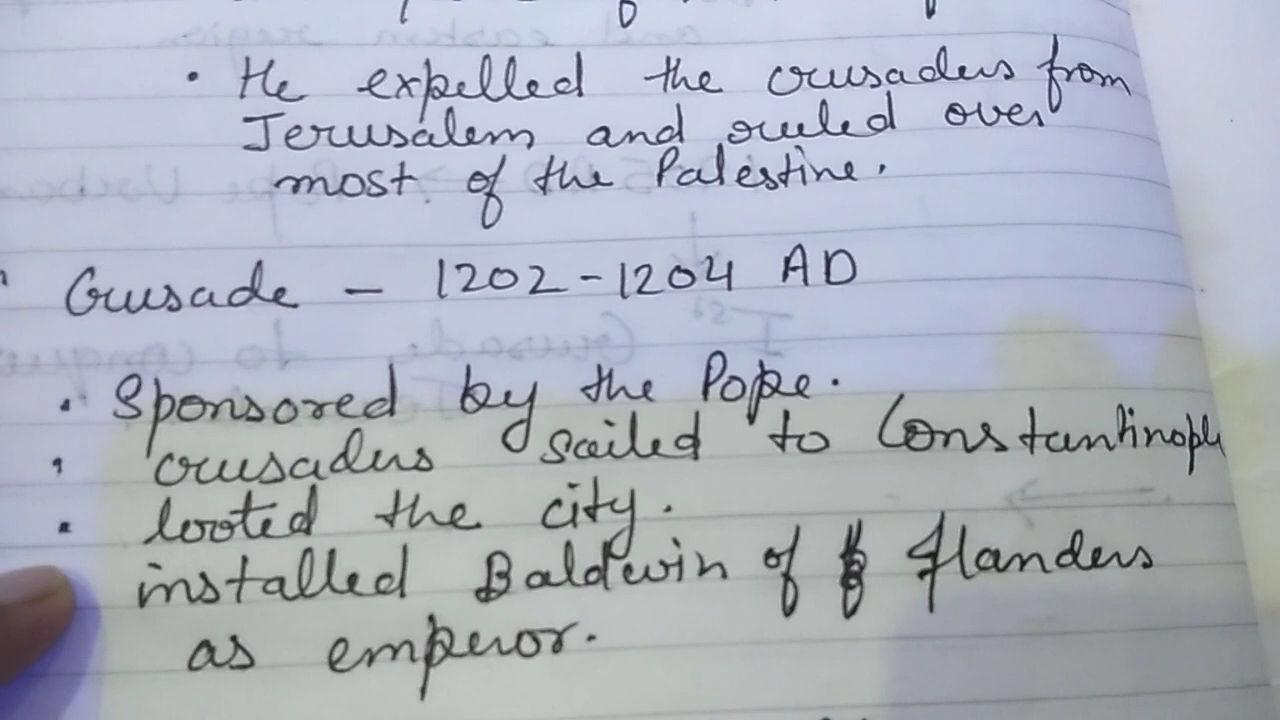 • He expelled the crusaders from
Jerusalem and ruled over
most of the Palestine.
Crusade - 1202-1204 AD
• Sponsored by the Pope.
• crusaders sailed to Constantinople
• looted the city.
installed Baldwin of Flanders
as emperor.